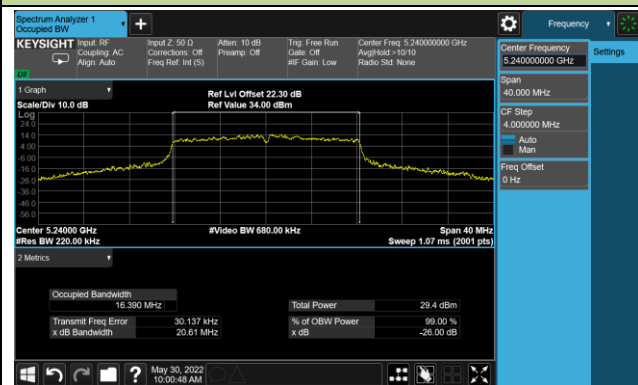 Spectrum Analyzer 1
Occupied BW
Frequency
KEYSIGHT
Input: RF
Coupling: AC
Align: Auto
Input Z: 50 Ω
Corrections: Off
Freq Ref: Int (S)
Atten: 10 dB
Preamp: Off
Trig: Free Run
Gate: Off
#IF Gain: Low
Center Freq: 5.240000000 GHz
Avg|Hold:>10/10
Radio Std: None
Center Frequency
5.240000000 GHz
Settings
Span
40.000 MHz
CF Step
4.000000 MHz
Auto
Man
Freq Offset
0 Hz
1 Graph
Scale/Div 10.0 dB
Ref Lvl Offset 22.30 dB
Ref Value 34.00 dBm
Log
24.0
14.0
4.00
-6.00
-16.0
-26.0
-36.0
-46.0
-56.0
Center 5.24000 GHz
#Res BW 220.00 kHz
#Video BW 680.00 kHz
Span 40 MHz
Sweep 1.07 ms (2001 pts)
2 Metrics
Occupied Bandwidth
16.390 MHz
Total Power 29.4 dBm
Transmit Freq Error 30.137 kHz
% of OBW Power 99.00 %
x dB Bandwidth 20.61 MHz
x dB -26.00 dB
May 30, 2022
10:00:48 AM